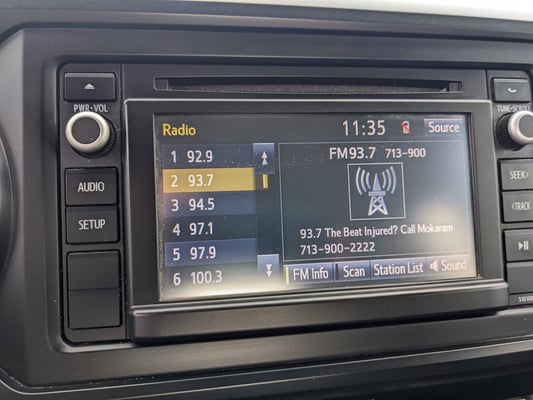 PWR•VOL
AUDIO
SETUP
Radio
11:35
Source
1 92.9
2 93.7
3 94.5
4 97.1
5 97.9
6 100.3
FM93.7 713-900
93.7 The Beat Injured? Call Mokaram
713-900-2222
FM Info
Scan
Station List
Sound
TUNE•SCROLL
SEEK>
<TRACK